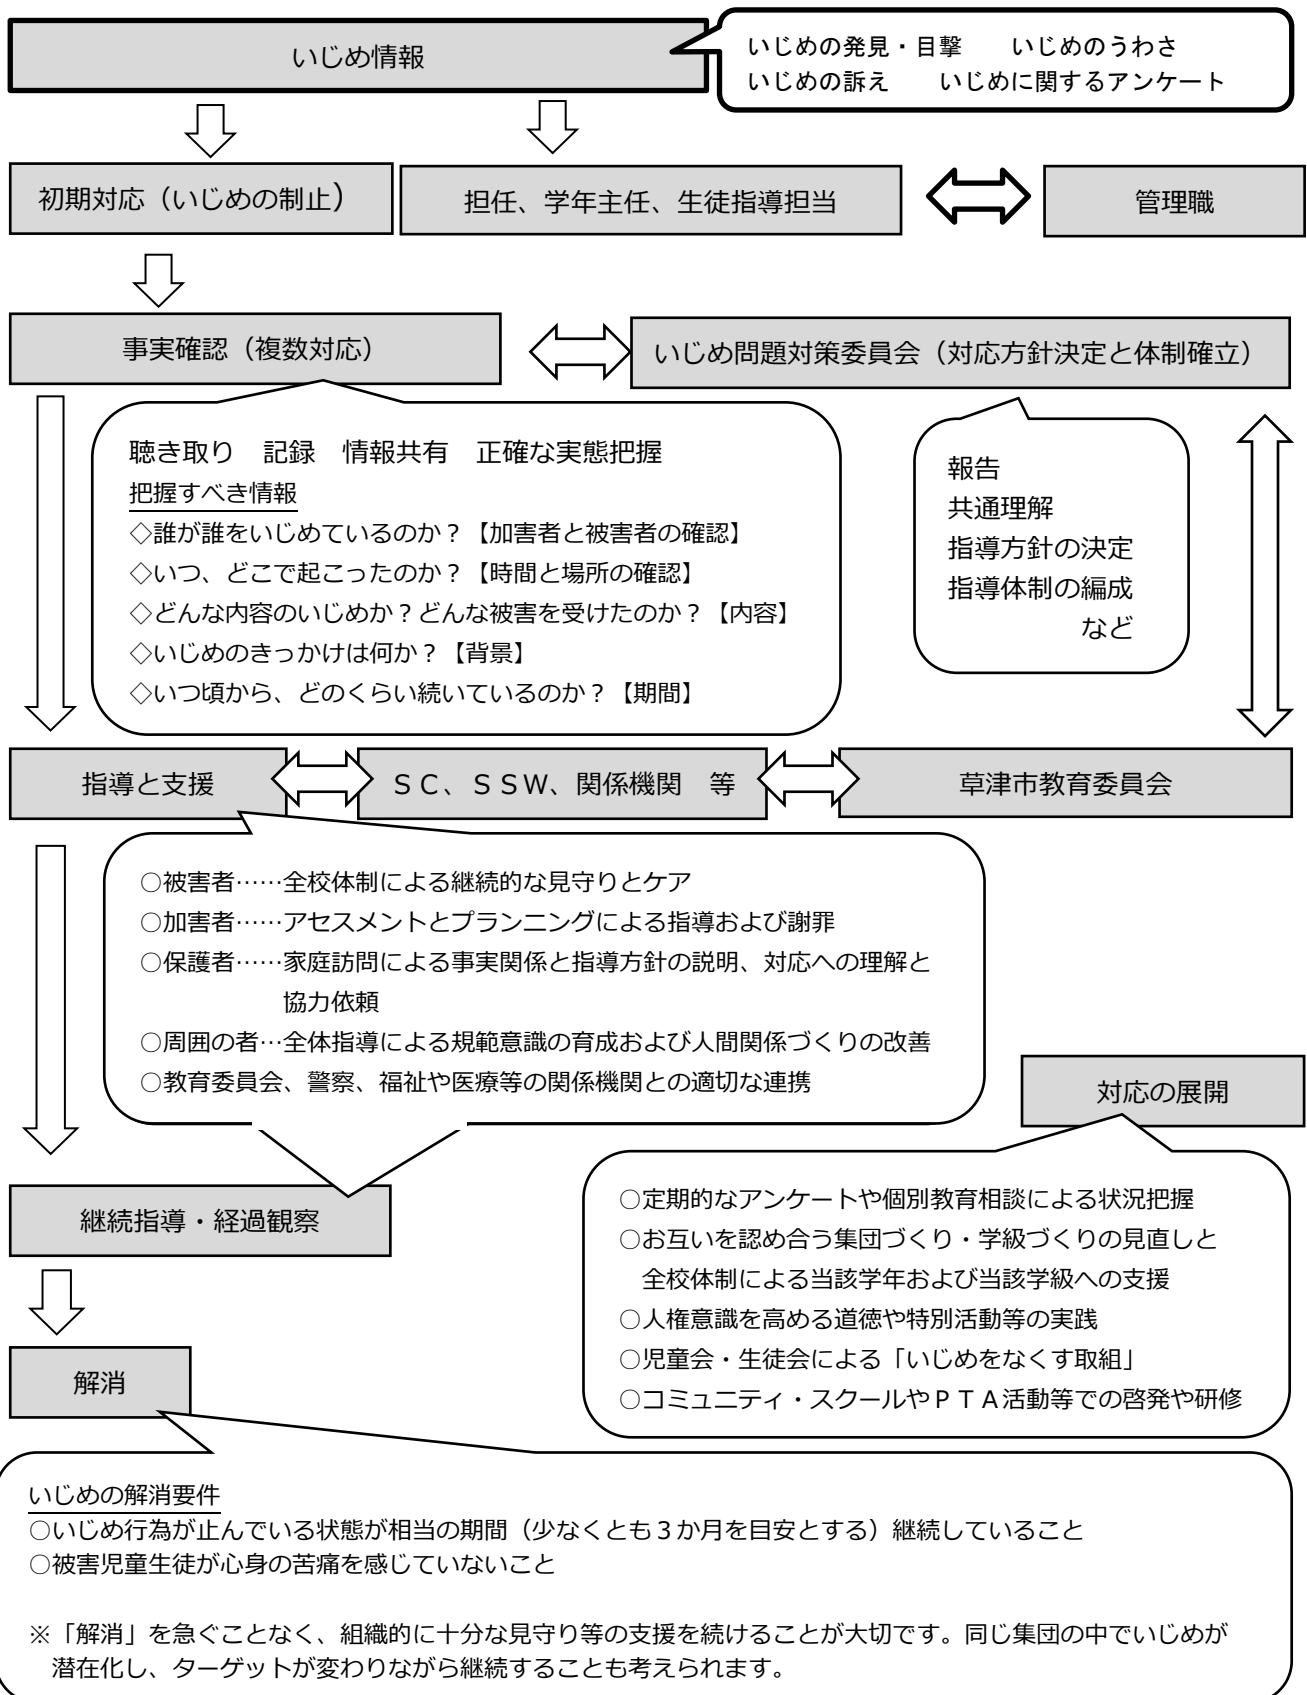 いじめ情報
いじめの発見・目撃　　いじめのうわさ
いじめの訴え　　いじめに関するアンケート
初期対応（いじめの制止）
担任、学年主任、生徒指導担当
管理職
事実確認（複数対応）
いじめ問題対策委員会（対応方針決定と体制確立）
聴き取り　記録　情報共有　正確な実態把握
把握すべき情報
◇誰が誰をいじめているのか？【加害者と被害者の確認】
◇いつ、どこで起こったのか？【時間と場所の確認】
◇どんな内容のいじめか？どんな被害を受けたのか？【内容】
◇いじめのきっかけは何か？【背景】
◇いつ頃から、どのくらい続いているのか？【期間】
報告
共通理解
指導方針の決定
指導体制の編成
など
指導と支援
ＳＣ、ＳＳＷ、関係機関　等
草津市教育委員会
○被害者……全校体制による継続的な見守りとケア
○加害者……アセスメントとプランニングによる指導および謝罪
○保護者……家庭訪問による事実関係と指導方針の説明、対応への理解と
協力依頼
○周囲の者…全体指導による規範意識の育成および人間関係づくりの改善
○教育委員会、警察、福祉や医療等の関係機関との適切な連携
対応の展開
○定期的なアンケートや個別教育相談による状況把握
○お互いを認め合う集団づくり・学級づくりの見直しと
全校体制による当該学年および当該学級への支援
○人権意識を高める道徳や特別活動等の実践
○児童会・生徒会による「いじめをなくす取組」
○コミュニティ・スクールやＰＴＡ活動等での啓発や研修
継続指導・経過観察
解消
いじめの解消要件
○いじめ行為が止んでいる状態が相当の期間（少なくとも３か月を目安とする）継続していること
○被害児童生徒が心身の苦痛を感じていないこと
※「解消」を急ぐことなく、組織的に十分な見守り等の支援を続けることが大切です。同じ集団の中でいじめが
潜在化し、ターゲットが変わりながら継続することも考えられます。